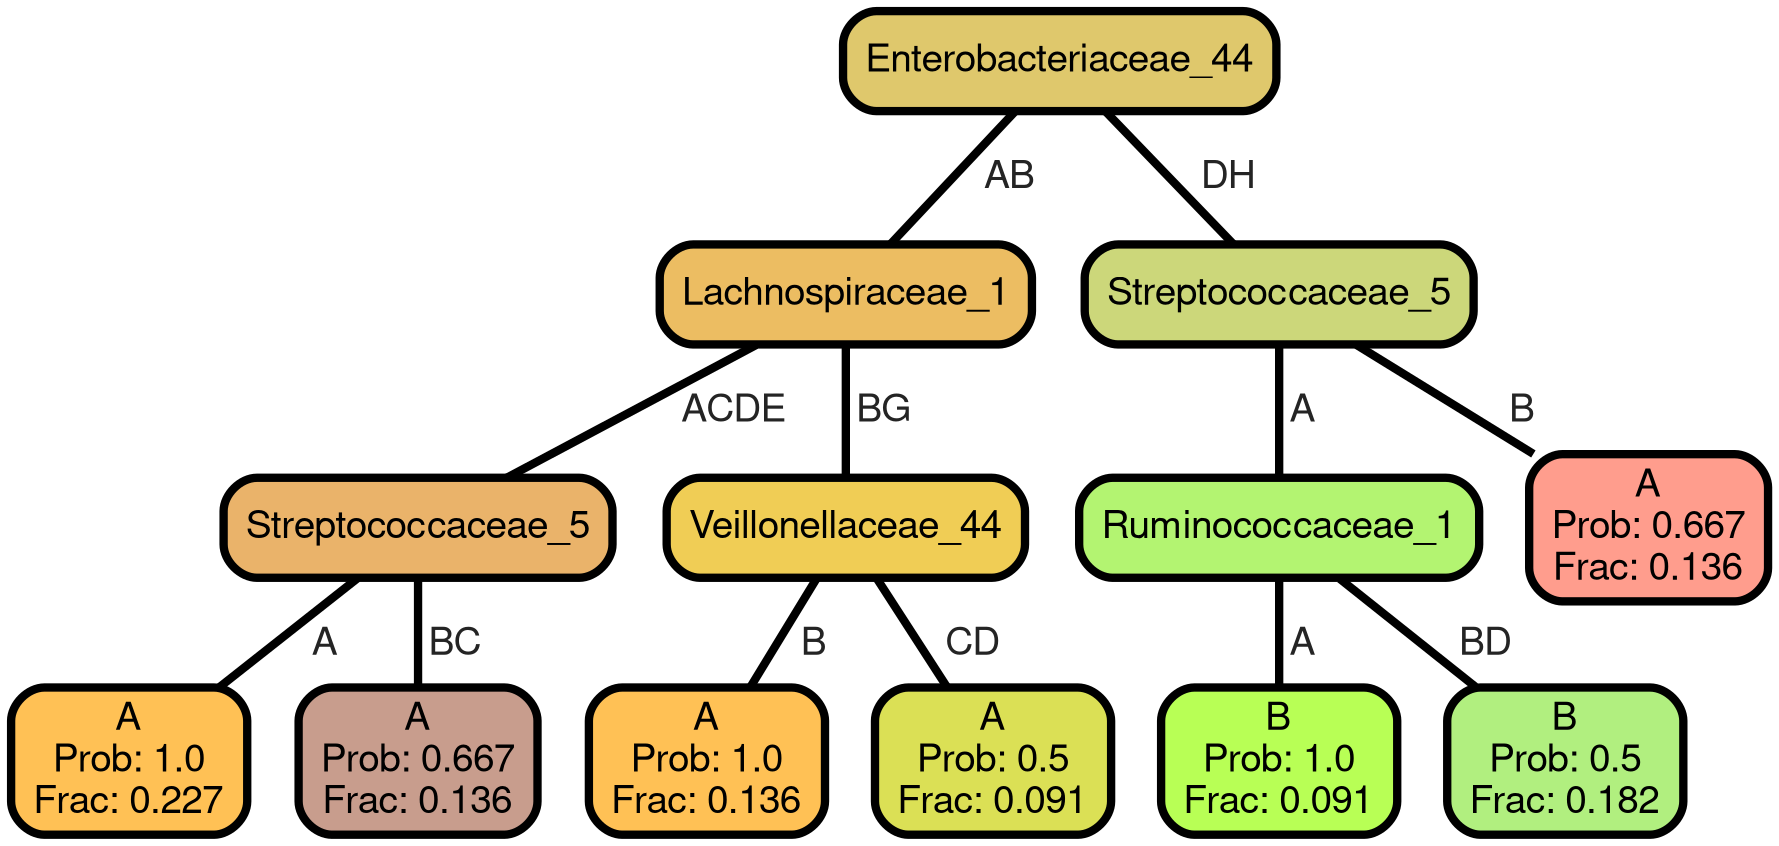 Enterobacteriaceae_44
AB
DH
Lachnospiraceae_1
Streptococcaceae_5
ACDE
BG
A
B
Streptococcaceae_5
Veillonellaceae_44
Ruminococcaceae_1
A
Prob: 0.667
Frac: 0.136
A
BC
B
CD
A
BD
A
Prob: 1.0
Frac: 0.227
A
Prob: 0.667
Frac: 0.136
A
Prob: 1.0
Frac: 0.136
A
Prob: 0.5
Frac: 0.091
B
Prob: 1.0
Frac: 0.091
B
Prob: 0.5
Frac: 0.182